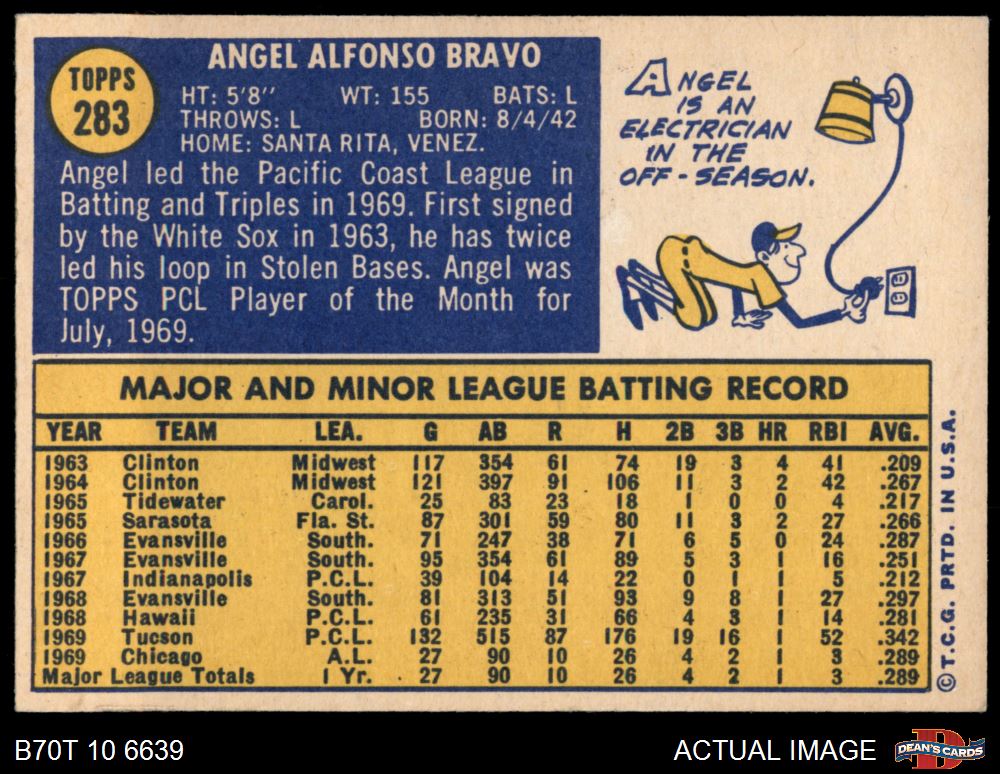 TOPPS
283
ANGEL ALFONSO BRAVO
HT: 5'8" WT: 155 BATS: L
THROWS: L BORN: 8/4/42
HOME: SANTA RITA, VENEZ.
Angel led the Pacific Coast League in
Batting and Triples in 1969. First signed
by the White Sox in 1963, he has twice
led his loop in Stolen Bases. Angel was
TOPPS PCL Player of the Month for
July, 1969.
ANGEL
IS AN
ELECTRICIAN
IN THE
OFF-SEASON.
MAJOR AND MINOR LEAGUE BATTING RECORD
YEAR TEAM LEA. G AB R H 2B 3B HR RBI AVG.
1963 Clinton Midwest 117 354 61 74 19 3 4 41 .209
1964 Clinton Midwest 121 397 91 106 11 3 2 42 .267
1965 Tidewater Carol. 25 83 23 18 1 0 0 4 .217
1965 Sarasota Fla. St. 87 301 59 80 11 3 2 27 .266
1966 Evansville South. 71 247 38 71 6 5 0 24 .287
1967 Evansville South. 95 354 61 89 5 3 1 16 .251
1967 Indianapolis P.C.L. 39 104 14 22 0 1 1 5 .212
1968 Evansville South. 81 313 51 93 9 8 1 27 .297
1968 Hawaii P.C.L. 61 235 31 66 4 3 1 14 .281
1969 Tucson P.C.L. 132 515 87 176 19 16 1 52 .342
1969 Chicago A.L. 27 90 10 26 4 2 1 3 .289
Major League Totals 1 Yr. 27 90 10 26 4 2 1 3 .289
©T.C.G. PRTD. IN U.S.A.
B70T 10 6639
ACTUAL IMAGE
D
DEAN'S CARDS